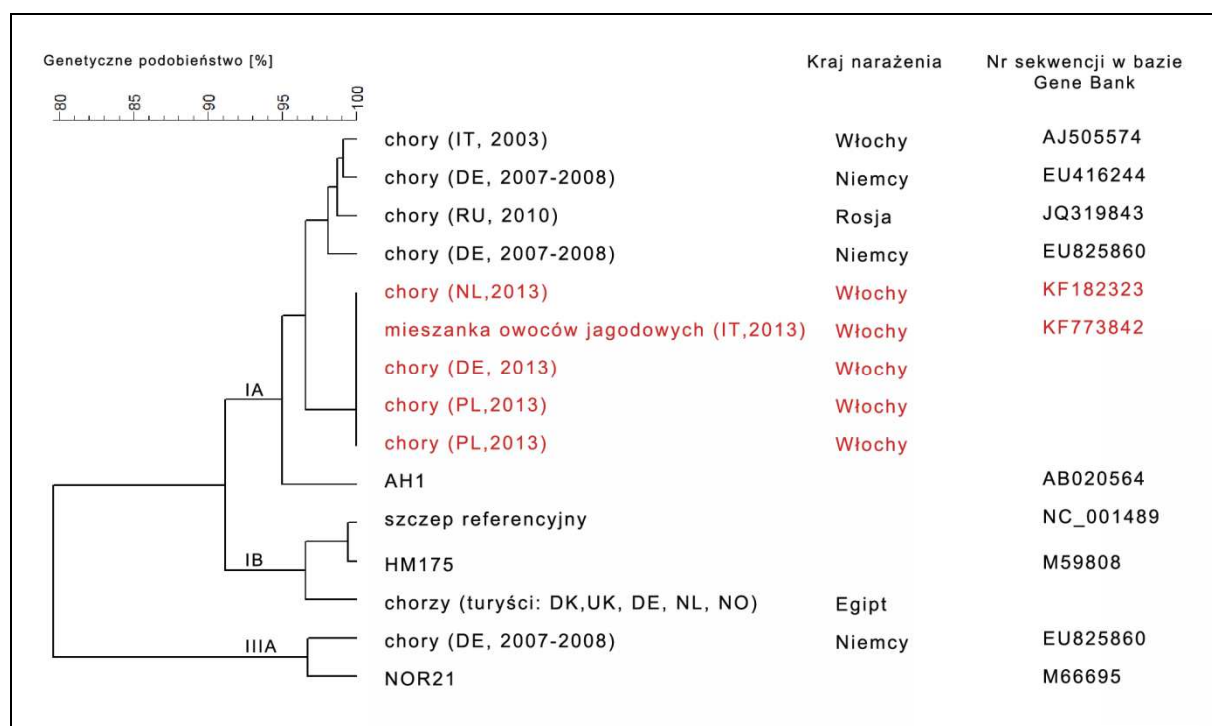 Genetyczne podobieństwo [%] Kraj narażenia Nr sekwencji w bazie
Gene Bank
80 85 90 95 100
chory (IT, 2003) Włochy AJ505574
chory (DE, 2007-2008) Niemcy EU416244
chory (RU, 2010) Rosja JQ319843
chory (DE, 2007-2008) Niemcy EU825860
chory (NL,2013) Włochy KF182323
mieszanka owoców jagodowych (IT,2013) Włochy KF773842
chory (DE, 2013) Włochy
IA chory (PL,2013) Włochy
chory (PL,2013) Włochy
AH1 AB020564
szczep referencyjny NC_001489
IB HM175 M59808
chorzy (turyści: DK,UK, DE, NL, NO) Egipt
IIIA chory (DE, 2007-2008) Niemcy EU825860
NOR21 M66695